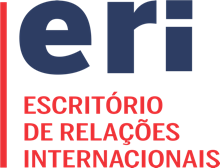 eri
ESCRITÓRIO
DE RELAÇÕES
INTERNACIONAIS